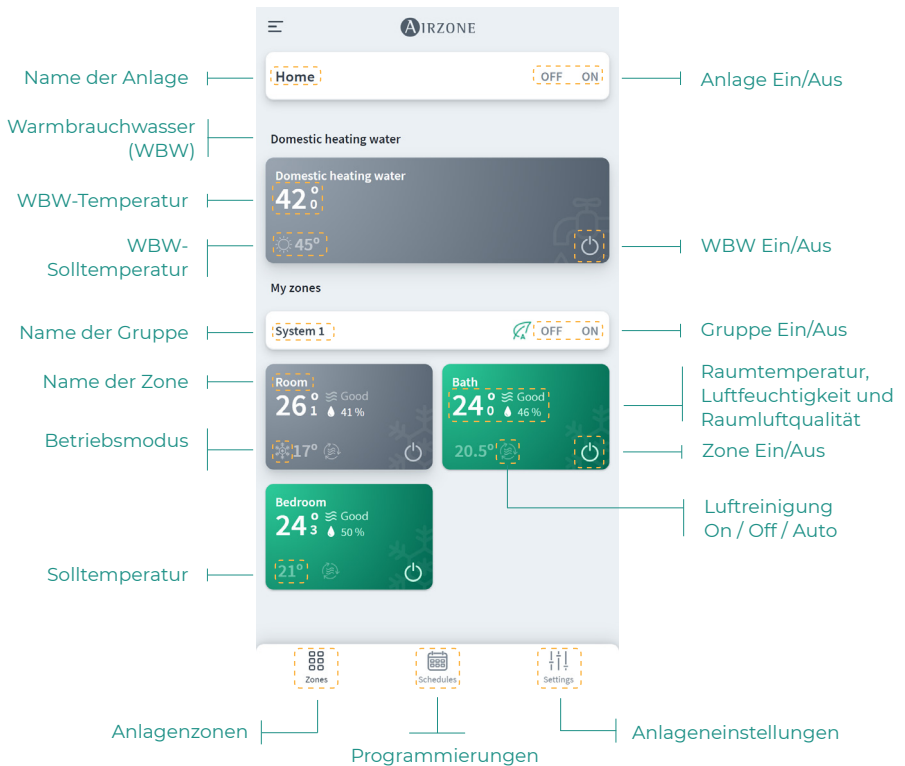 AIRZONE
Name der Anlage
Home
OFF ON
Anlage Ein/Aus
Warmbrauchwasser
(WBW)
Domestic heating water
Domestic heating water
WBW-Temperatur
42°0
WBW-
Solltemperatur
45°
WBW Ein/Aus
My zones
Name der Gruppe
System 1
OFF ON
Gruppe Ein/Aus
Name der Zone
Room
26°1
Good
41 %
Bath
24°0
Good
46 %
Raumtemperatur,
Luftfeuchtigkeit und
Raumluftqualität
Betriebsmodus
17°
20.5°
Zone Ein/Aus
Bedroom
24°3
Good
50 %
Luftreinigung
On / Off / Auto
Solltemperatur
21°
Zones
Schedules
Settings
Anlagenzonen
Programmierungen
Anlageneinstellungen